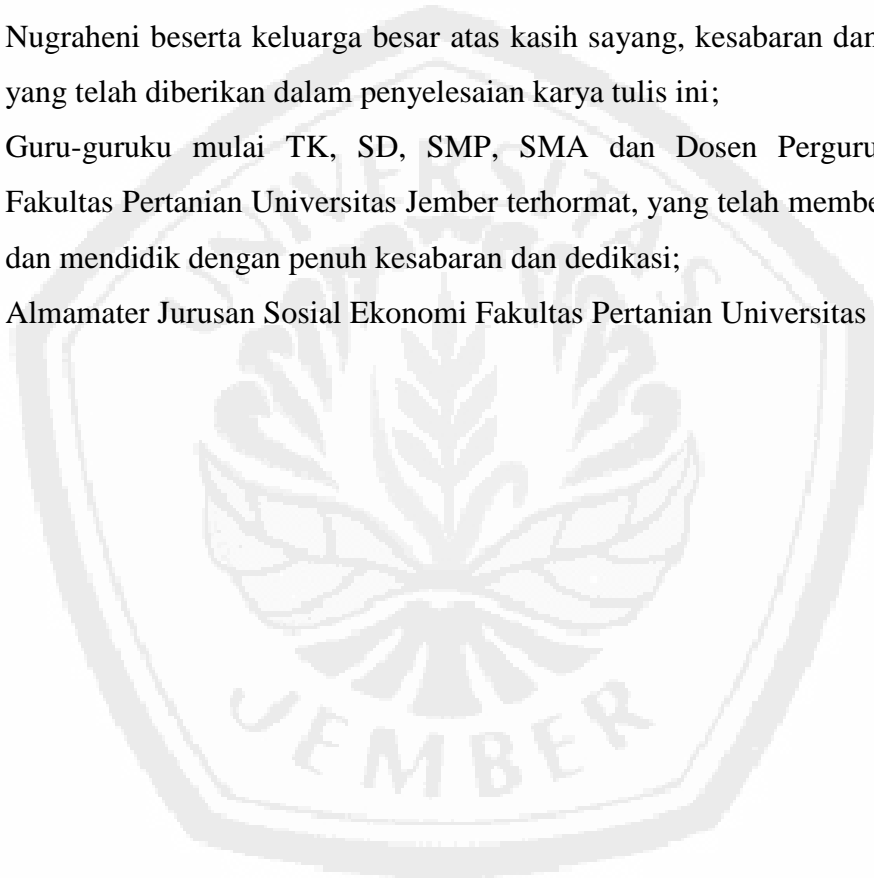 Nugraheni beserta keluarga besar atas kasih sayang, kesabaran dan
yang telah diberikan dalam penyelesaian karya tulis ini;
Guru-guruku mulai TK, SD, SMP, SMA dan Dosen Perguru
Fakultas Pertanian Universitas Jember terhormat, yang telah membe
dan mendidik dengan penuh kesabaran dan dedikasi;
Almamater Jurusan Sosial Ekonomi Fakultas Pertanian Universitas
UNIVERSITAS
JEMBER